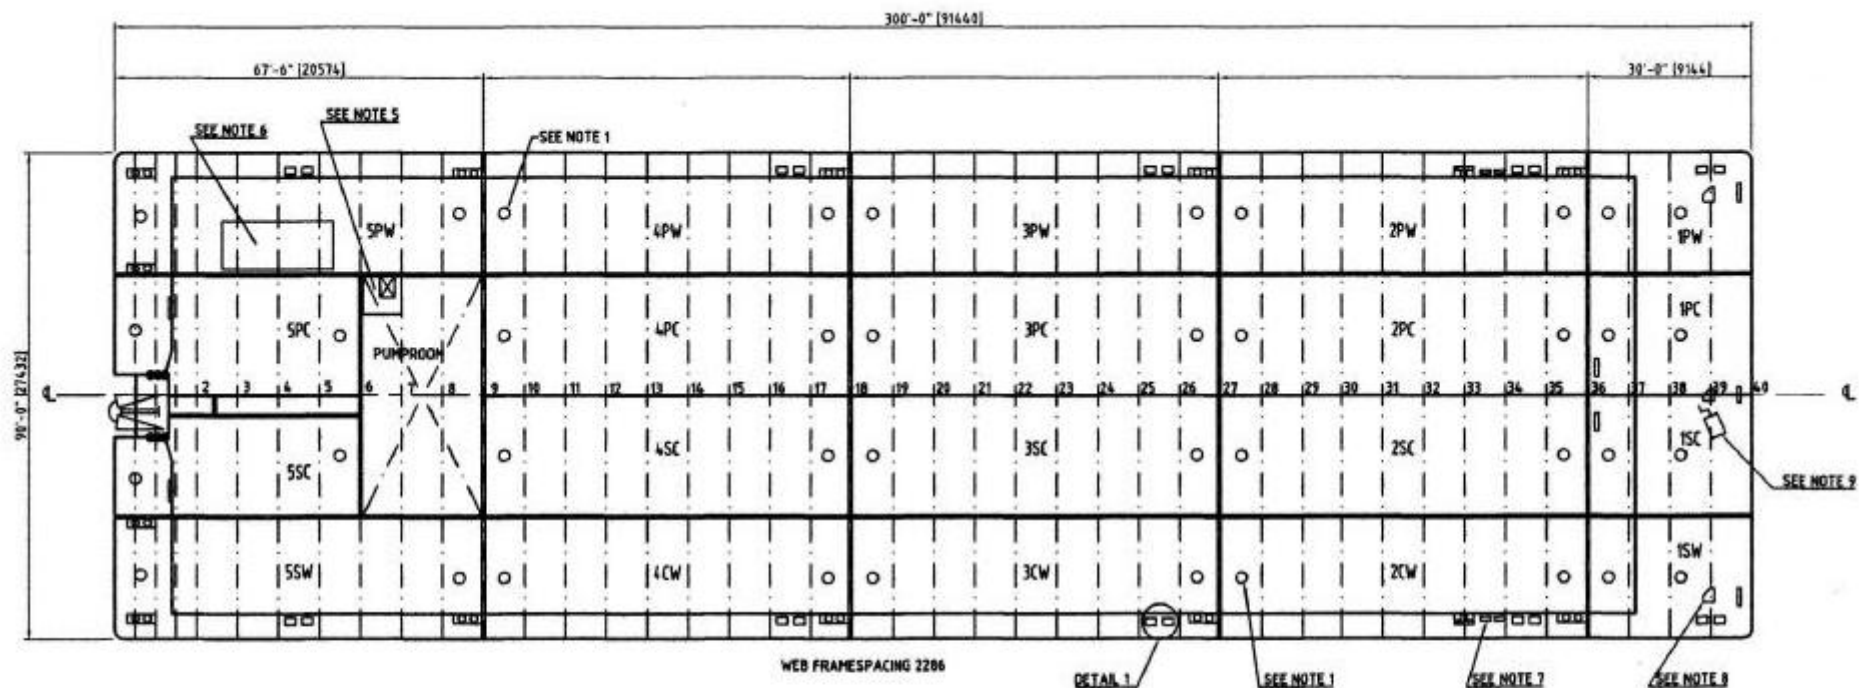 300'-0" [91440]
67'-6" [20574]
30'-0" [9144]
SEE NOTE 5
SEE NOTE 6
SEE NOTE 1
5PW
4PW
3PW
2PW
1PW
5PC
4PC
3PC
2PC
1PC
PUMPROOM
90'-0" [27432]
℄ 2 3 4 5 6 7 8 9 10 11 12 13 14 15 16 17 18 19 20 21 22 23 24 25 26 27 28 29 30 31 32 33 34 35 36 37 38 39 40 ℄
5SC
4SC
3SC
2SC
1SC
SEE NOTE 9
5SW
4CW
3CW
2CW
1SW
WEB FRAMESPACING 2286
DETAIL 1
SEE NOTE 1
SEE NOTE 7
SEE NOTE 8